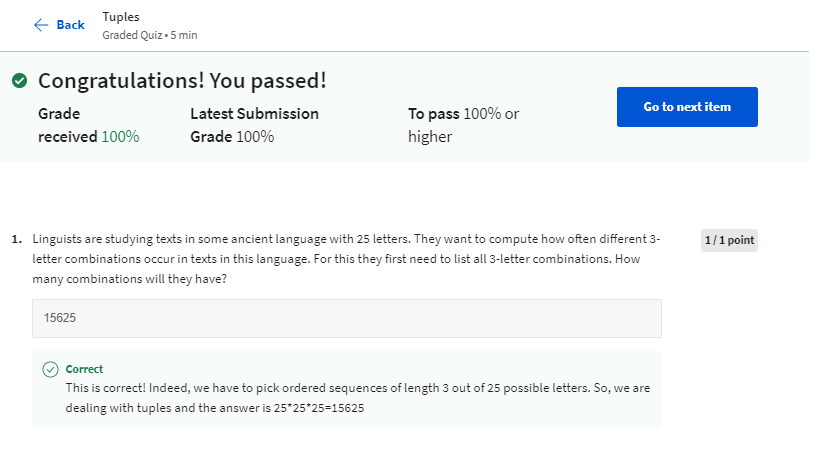 Back
Tuples
Graded Quiz • 5 min
Congratulations! You passed!
Grade received 100%
Latest Submission Grade 100%
To pass 100% or higher
Go to next item
1. Linguists are studying texts in some ancient language with 25 letters. They want to compute how often different 3-
letter combinations occur in texts in this language. For this they first need to list all 3-letter combinations. How
many combinations will they have?
1 / 1 point
15625
Correct
This is correct! Indeed, we have to pick ordered sequences of length 3 out of 25 possible letters. So, we are
dealing with tuples and the answer is 25*25*25=15625